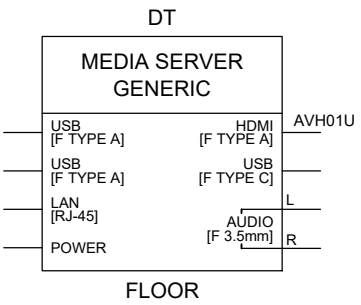 DT
MEDIA SERVER
GENERIC
USB
[F TYPE A]
HDMI
[F TYPE A]
AVH01U
USB
[F TYPE A]
USB
[F TYPE C]
LAN
[RJ-45]
L
AUDIO
[F 3.5mm]
R
POWER
FLOOR